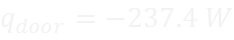 q_{door} = −237.4 W